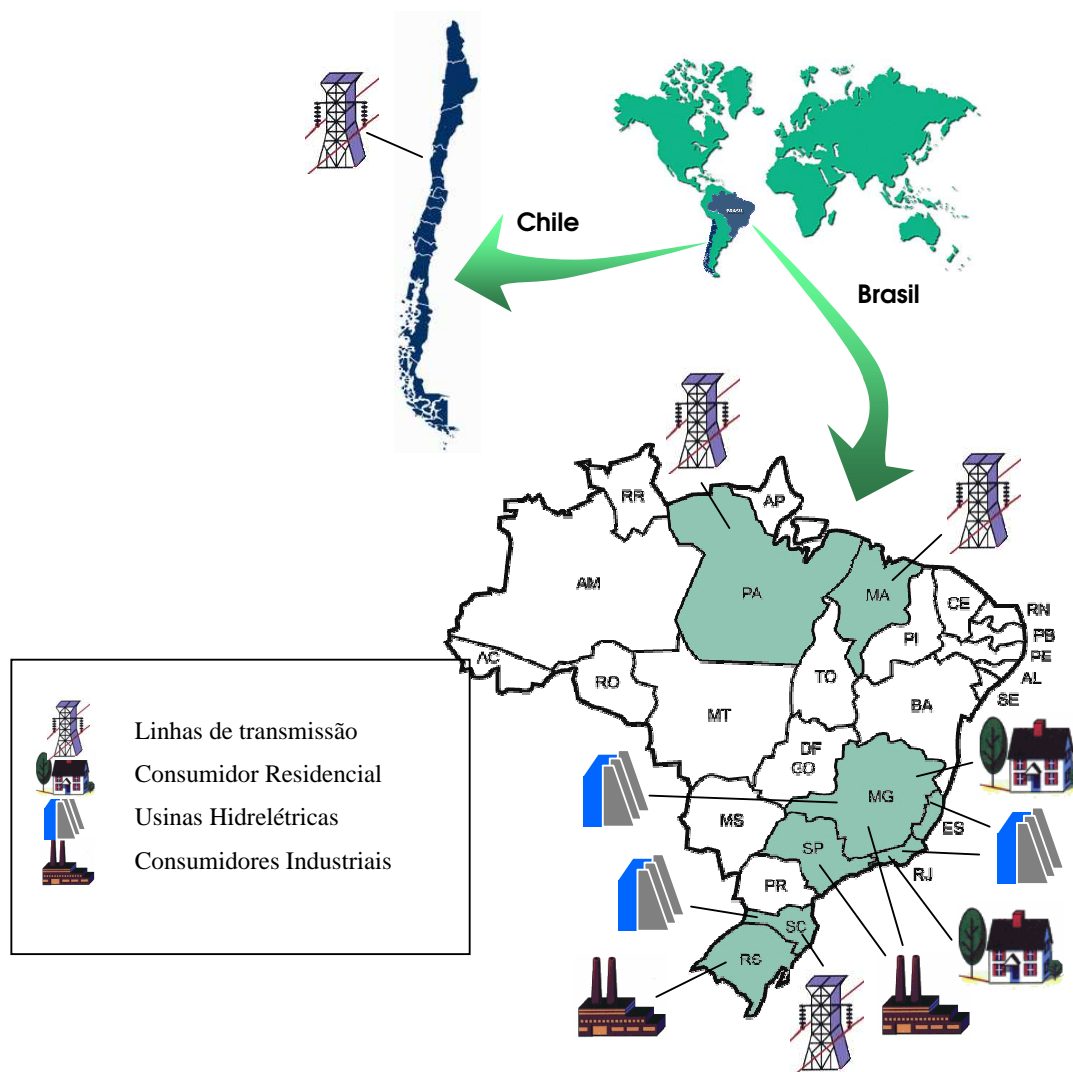 Chile
BRASIL
Brasil
RR
AP
AM
PA
MA
CE
RN
PB
PE
AL
SE
PI
AC
RO
TO
BA
MT
DF
GO
MG
ES
MS
SP
RJ
PR
SC
RS
Linhas de transmissão
Consumidor Residencial
Usinas Hidrelétricas
Consumidores Industriais